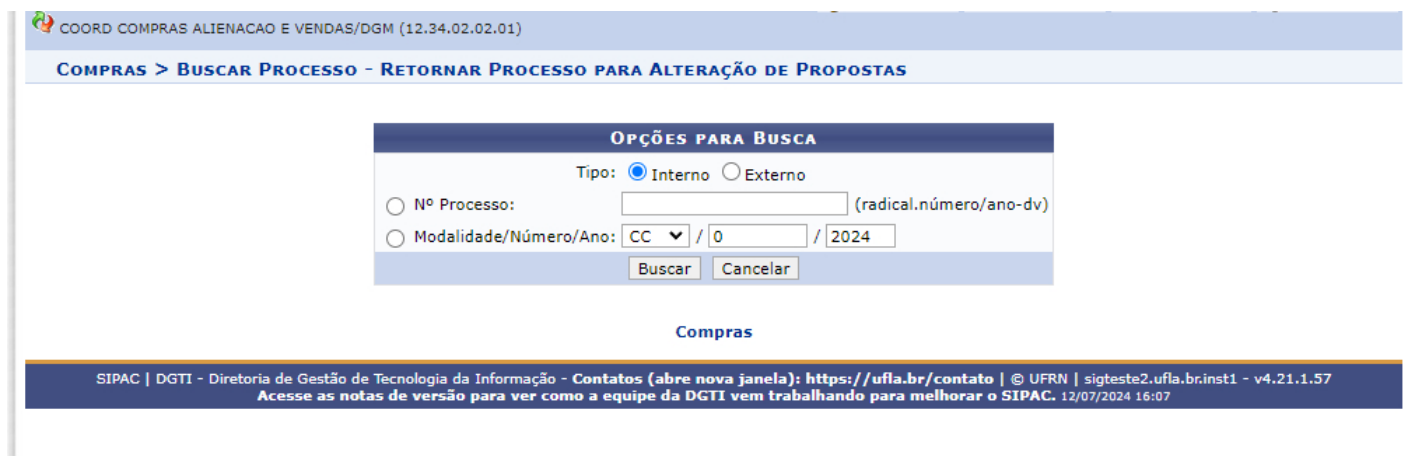 COORD COMPRAS ALIENACAO E VENDAS/DGM (12.34.02.02.01)
COMPRAS > BUSCAR PROCESSO - RETORNAR PROCESSO PARA ALTERAÇÃO DE PROPOSTAS
OPÇÕES PARA BUSCA
Tipo: Interno Externo
Nº Processo: (radical.número/ano-dv)
Modalidade/Número/Ano: CC / 0 / 2024
Buscar Cancelar
Compras
SIPAC | DGTI - Diretoria de Gestão de Tecnologia da Informação - Contatos (abre nova janela): https://ufla.br/contato | © UFRN | sigteste2.ufla.br.inst1 - v4.21.1.57
Acesse as notas de versão para ver como a equipe da DGTI vem trabalhando para melhorar o SIPAC. 12/07/2024 16:07